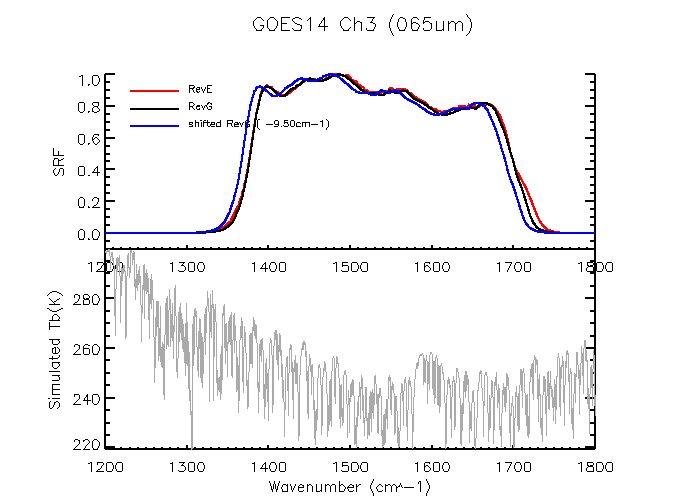 GOES14 Ch3 (065um)
1.0
RevE
0.8
RevG
shifted RevG ( -9.50cm-1)
SRF
0.6
0.4
0.2
0.0
1300 1400 1500 1600 1700 1800
280
Simulated Tb(K)
260
240
220
1200 1300 1400 1500 1600 1700 1800
Wavenumber (cm^-1)